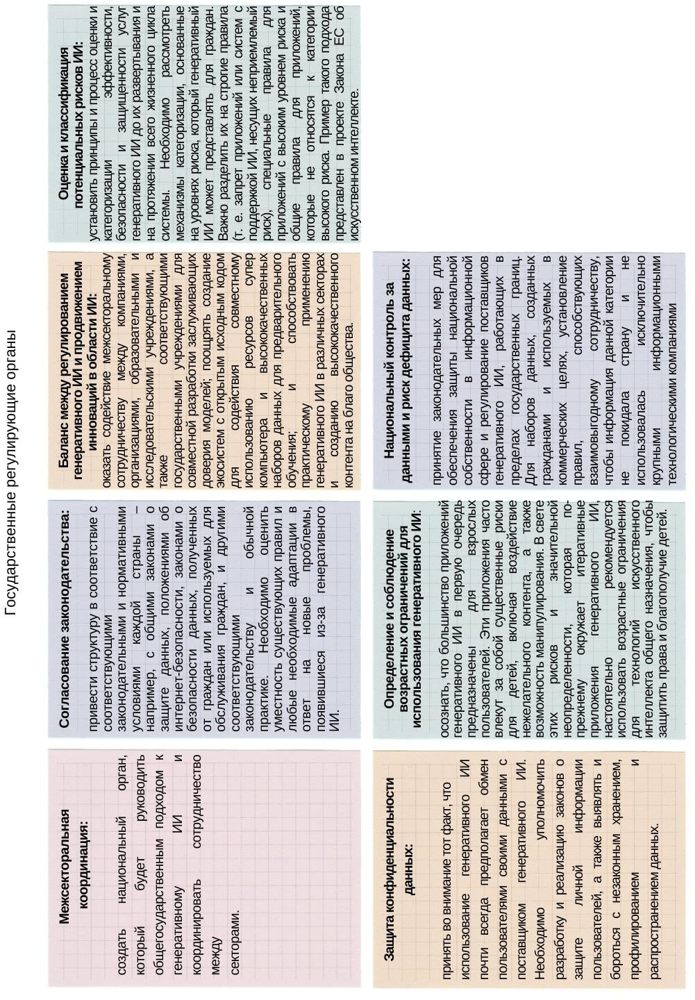 Государственные регулирующие органы
Межсекторальная
координация:
создать национальный орган,
который будет руководить
общегосударственным подходом к
генеративному ИИ и
координировать сотрудничество
между
секторами.
Согласование законодательства:
привести структуру в соответствие с
соответствующими
законодательными и нормативными
условиями каждой страны –
например, с общими законами о
защите данных, положениями об
интернет-безопасности, законами о
безопасности данных, полученных
от граждан или используемых для
обслуживания граждан, и другими
соответствующими
законодательству и обычной
практике. Необходимо оценить
уместность существующих правил и
любые необходимые адаптации в
ответ на новые проблемы,
появившиеся из-за генеративного
ИИ.
Баланс между регулированием
генеративного ИИ и продвижением
инноваций в области ИИ:
оказать содействие межсекторальному
сотрудничеству между компаниями,
организациями, образовательными и
исследовательскими учреждениями, а
также соответствующими
государственными учреждениями для
совместной разработки заслуживающих
доверия моделей; поощрять создание
экосистем с открытым исходным кодом
для содействия совместному
использованию ресурсов супер
компьютера и высококачественных
наборов данных для предварительного
обучения; и способствовать
практическому применению
генеративного ИИ в различных секторах
и созданию высококачественного
контента на благо общества.
Оценка и классификация
потенциальных рисков ИИ:
установить принципы и процесс оценки и
категоризации эффективности,
безопасности и защищенности услуг
генеративного ИИ до их развертывания и
на протяжении всего жизненного цикла
системы. Необходимо рассмотреть
механизмы категоризации, основанные
на уровнях риска, который генеративный
ИИ может представлять для граждан.
Важно разделить их на строгие правила
(т. е. запрет приложений или систем с
поддержкой ИИ, несущих неприемлемый
риск), специальные правила для
приложений с высоким уровнем риска и
общие правила для приложений,
которые не относятся к категории
высокого риска. Пример такого подхода
представлен в проекте Закона ЕС об
искусственном интеллекте.
Защита конфиденциальности
данных:
принять во внимание тот факт, что
использование генеративного ИИ
почти всегда предполагает обмен
пользователями своими данными с
поставщиком генеративного ИИ.
Необходимо уполномочить
разработку и реализацию законов о
защите личной информации
пользователей, а также выявлять и
бороться с незаконным хранением,
профилированием и
распространением данных.
Определение и соблюдение
возрастных ограничений для
использования генеративного ИИ:
осознать, что большинство приложений
генеративного ИИ в первую очередь
предназначены для взрослых
пользователей. Эти приложения часто
влекут за собой существенные риски
для детей, включая воздействие
нежелательного контента, а также
возможность манипулирования. В свете
этих рисков и значительной
неопределенности, которая по-
прежнему окружает итеративные
приложения генеративного ИИ,
настоятельно рекомендуется
использовать возрастные ограничения
для технологий искусственного
интеллекта общего назначения, чтобы
защитить права и благополучие детей.
Национальный контроль за
данными и риск дефицита данных:
принятие законодательных мер для
обеспечения защиты национальной
собственности в информационной
сфере и регулирование поставщиков
генеративного ИИ, работающих в
пределах государственных границ.
Для наборов данных, созданных
гражданами и используемых в
коммерческих целях, установление
правил, способствующих
взаимовыгодному сотрудничеству,
чтобы информация данной категории
не покидала страну и не
использовалась исключительно
крупными информационными
технологическими компаниями